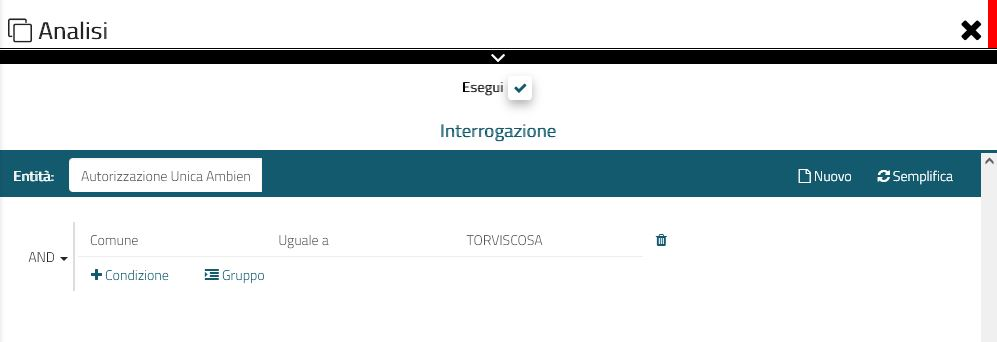 Analisi
Esegui
Interrogazione
Entità: Autorizzazione Unica Ambien Nuovo Semplifica
Comune Uguale a TORVISCOSA
AND
Condizione Gruppo